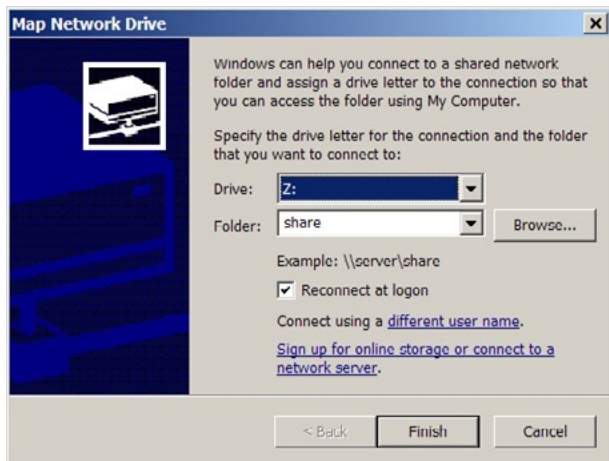 Map Network Drive
Windows can help you connect to a shared network
folder and assign a drive letter to the connection so that
you can access the folder using My Computer.
Specify the drive letter for the connection and the folder
that you want to connect to:
Drive: Z:
Folder: share Browse...
Example: \\server\share
Reconnect at logon
Connect using a different user name.
Sign up for online storage or connect to a
network server.
< Back Finish Cancel